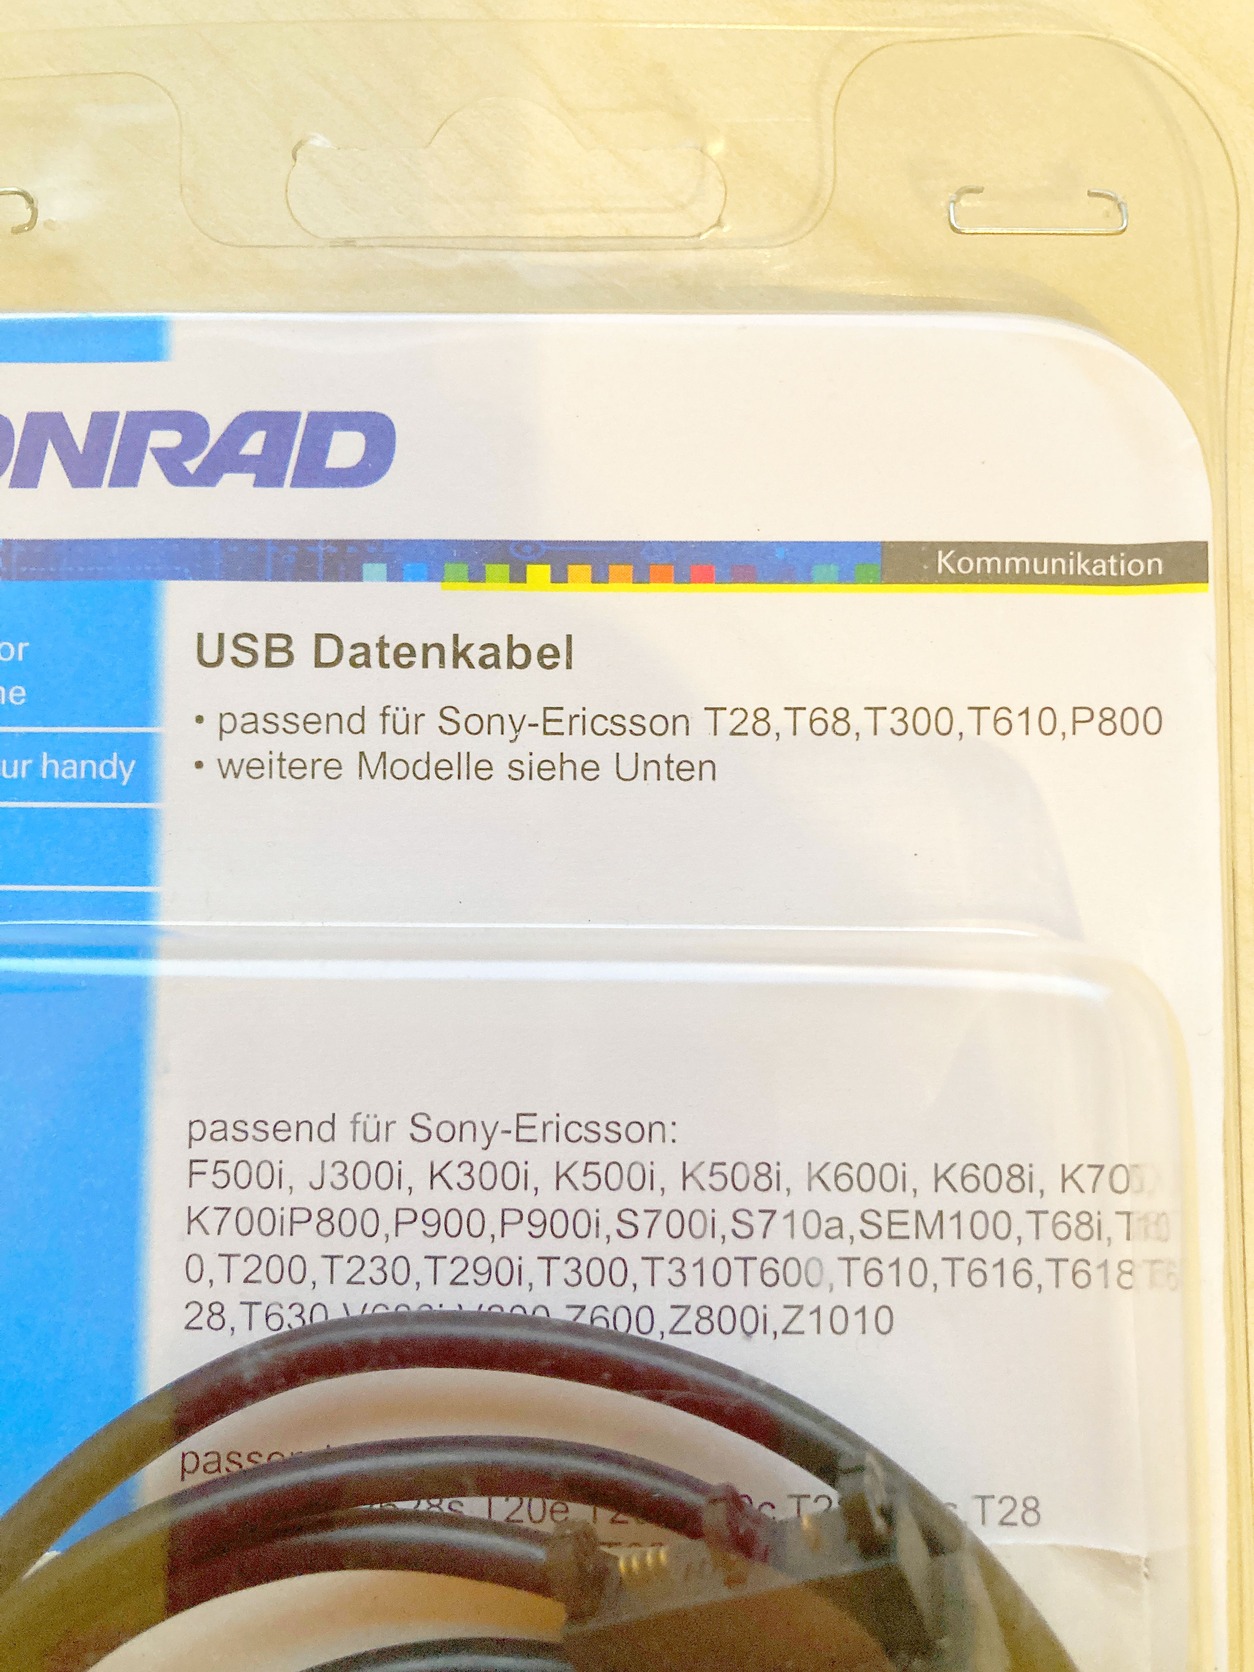 ONRAD
Kommunikation
or
ne
ur handy
USB Datenkabel
• passend für Sony-Ericsson T28,T68,T300,T610,P800
• weitere Modelle siehe Unten
passend für Sony-Ericsson:
F500i, J300i, K300i, K500i, K508i, K600i, K608i,
K700iP800,P900,P900i,S700i,S710a,SEM100,T68i,
0,T200,T230,T290i,T300,T310T600,T610,T616,T618
28,T630 Z600,Z800i,Z1010
T20e T28